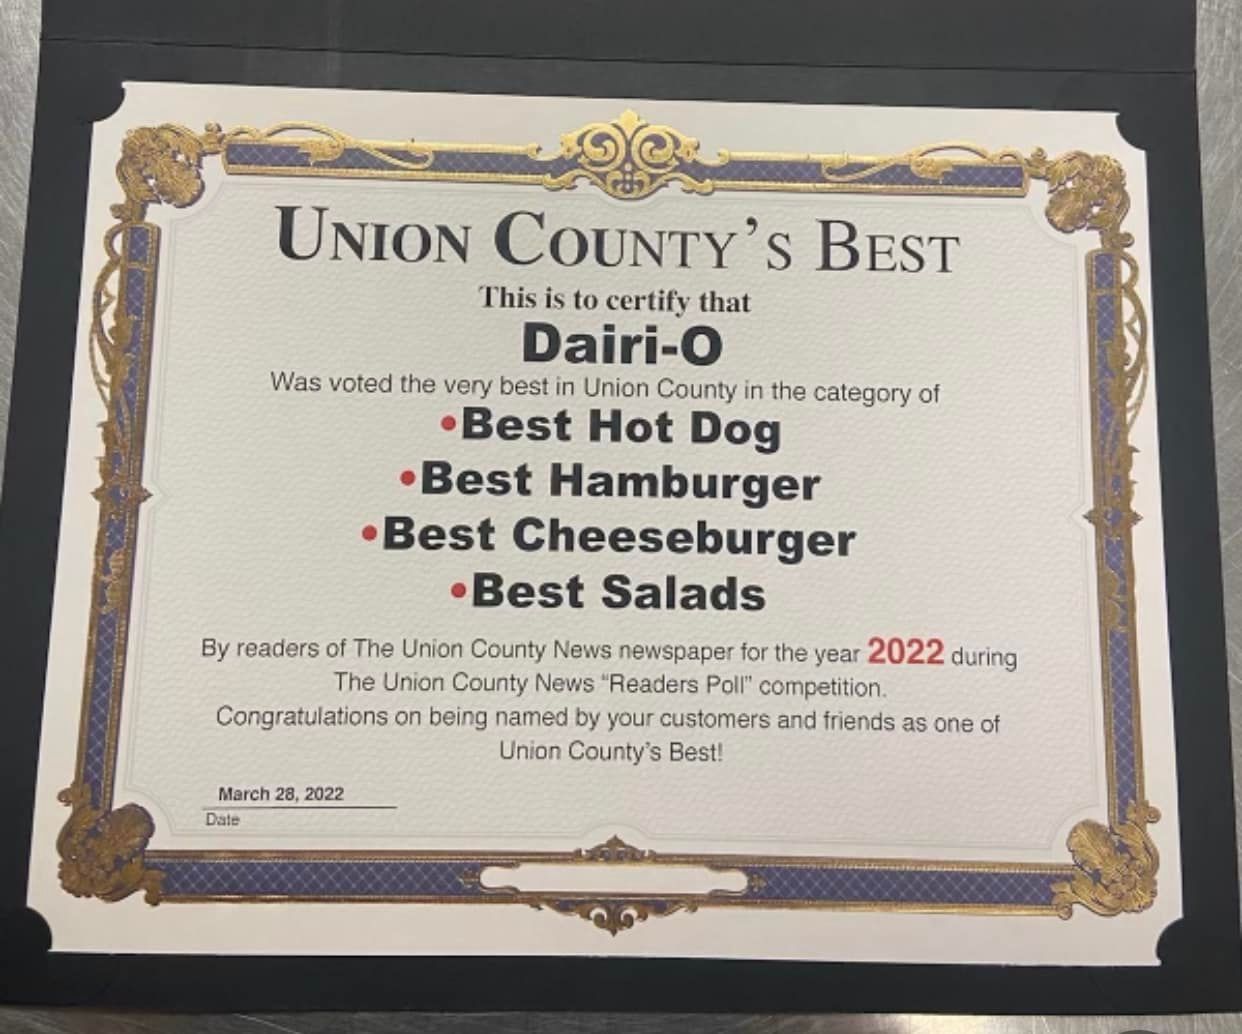 UNION COUNTY'S BEST
This is to certify that
Dairi-O
Was voted the very best in Union County in the category of
•Best Hot Dog
•Best Hamburger
•Best Cheeseburger
•Best Salads
By readers of The Union County News newspaper for the year 2022 during
The Union County News “Readers Poll” competition.
Congratulations on being named by your customers and friends as one of
Union County's Best!
March 28, 2022
Date